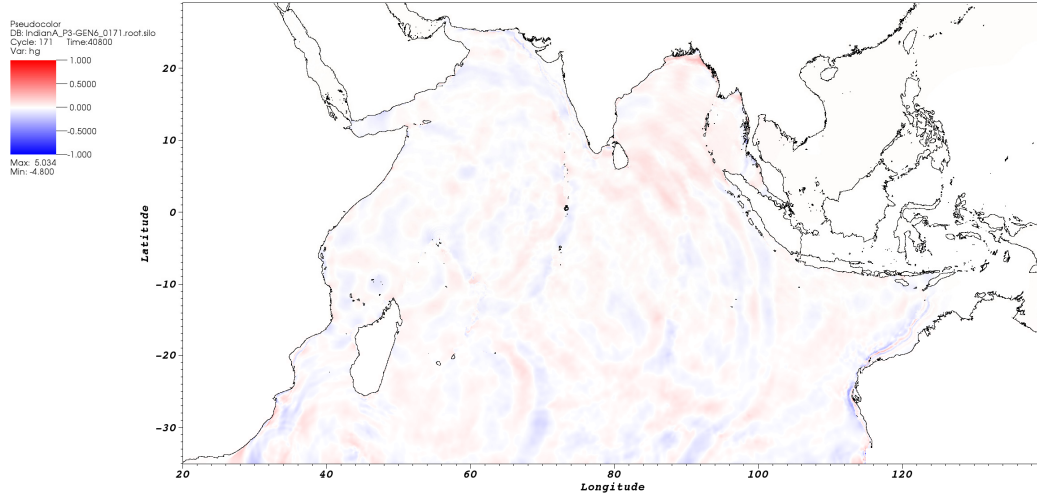 Pseudocolor
DB: IndianA_P3-GEN6_0171.root.silo
Cycle: 171 Time:40800
Var: hg
1.000
0.5000
0.000
-0.5000
-1.000
Max: 5.034
Min: -4.800
Latitude
20
10
0
-10
-20
-30
20
40
60
80
100
120
Longitude